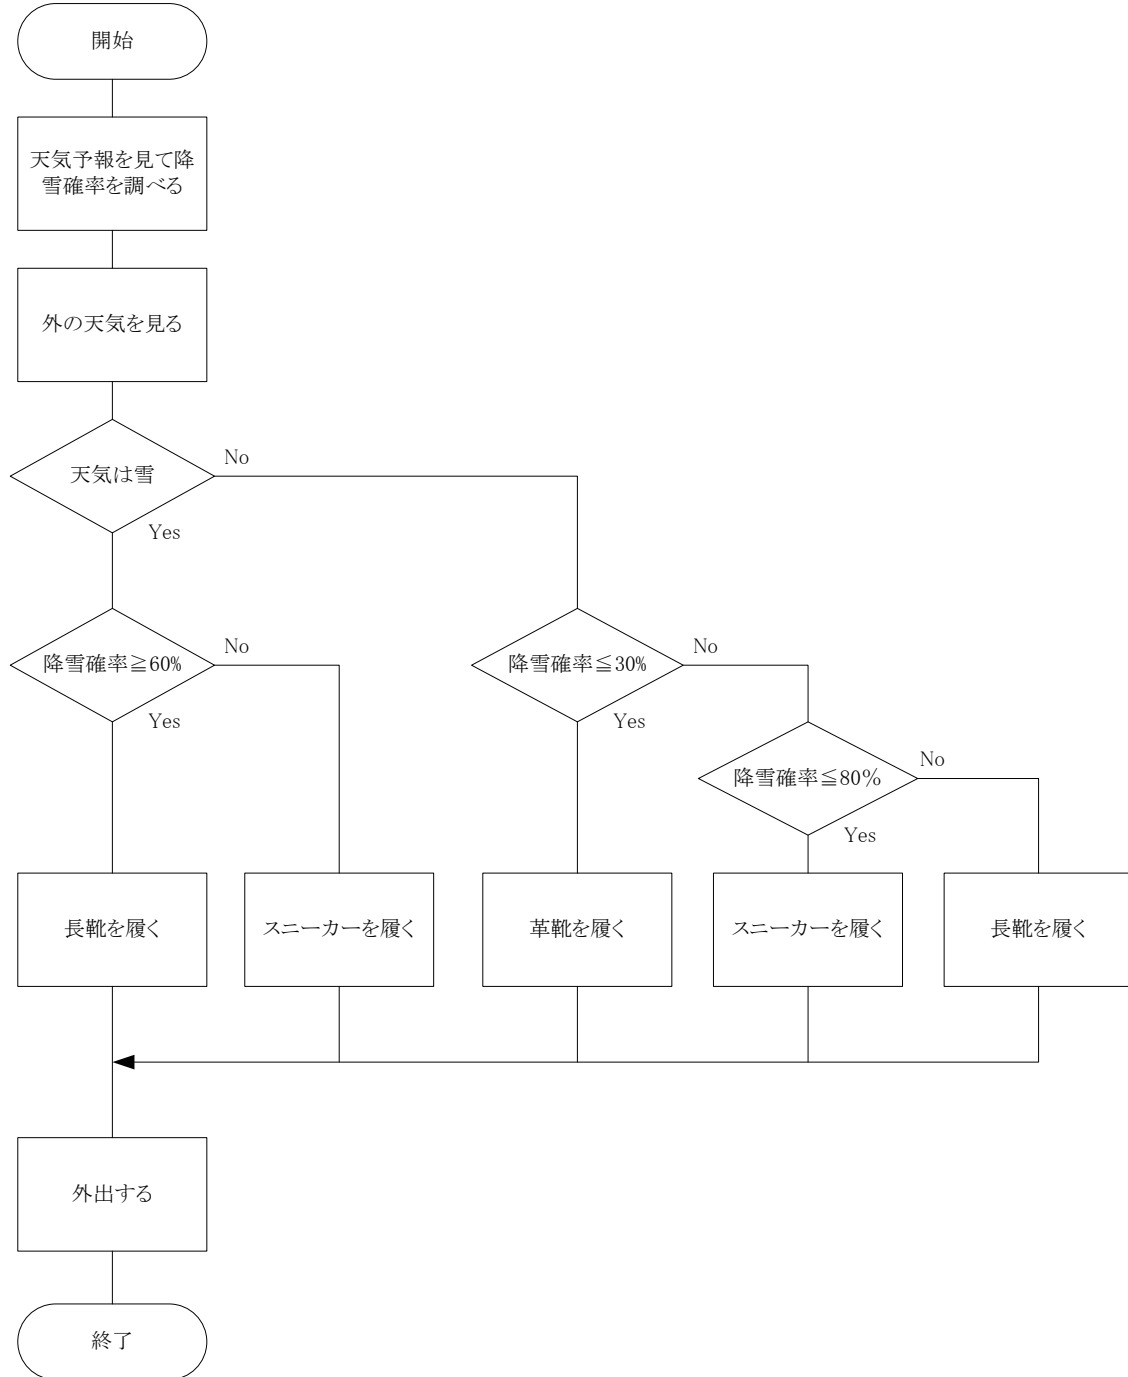 開始
天気予報を見て降
雪確率を調べる
外の天気を見る
天気は雪
No
Yes
降雪確率≧60%
No
Yes
降雪確率≦30%
No
Yes
降雪確率≦80％
No
Yes
長靴を履く
スニーカーを履く
革靴を履く
スニーカーを履く
長靴を履く
外出する
終了